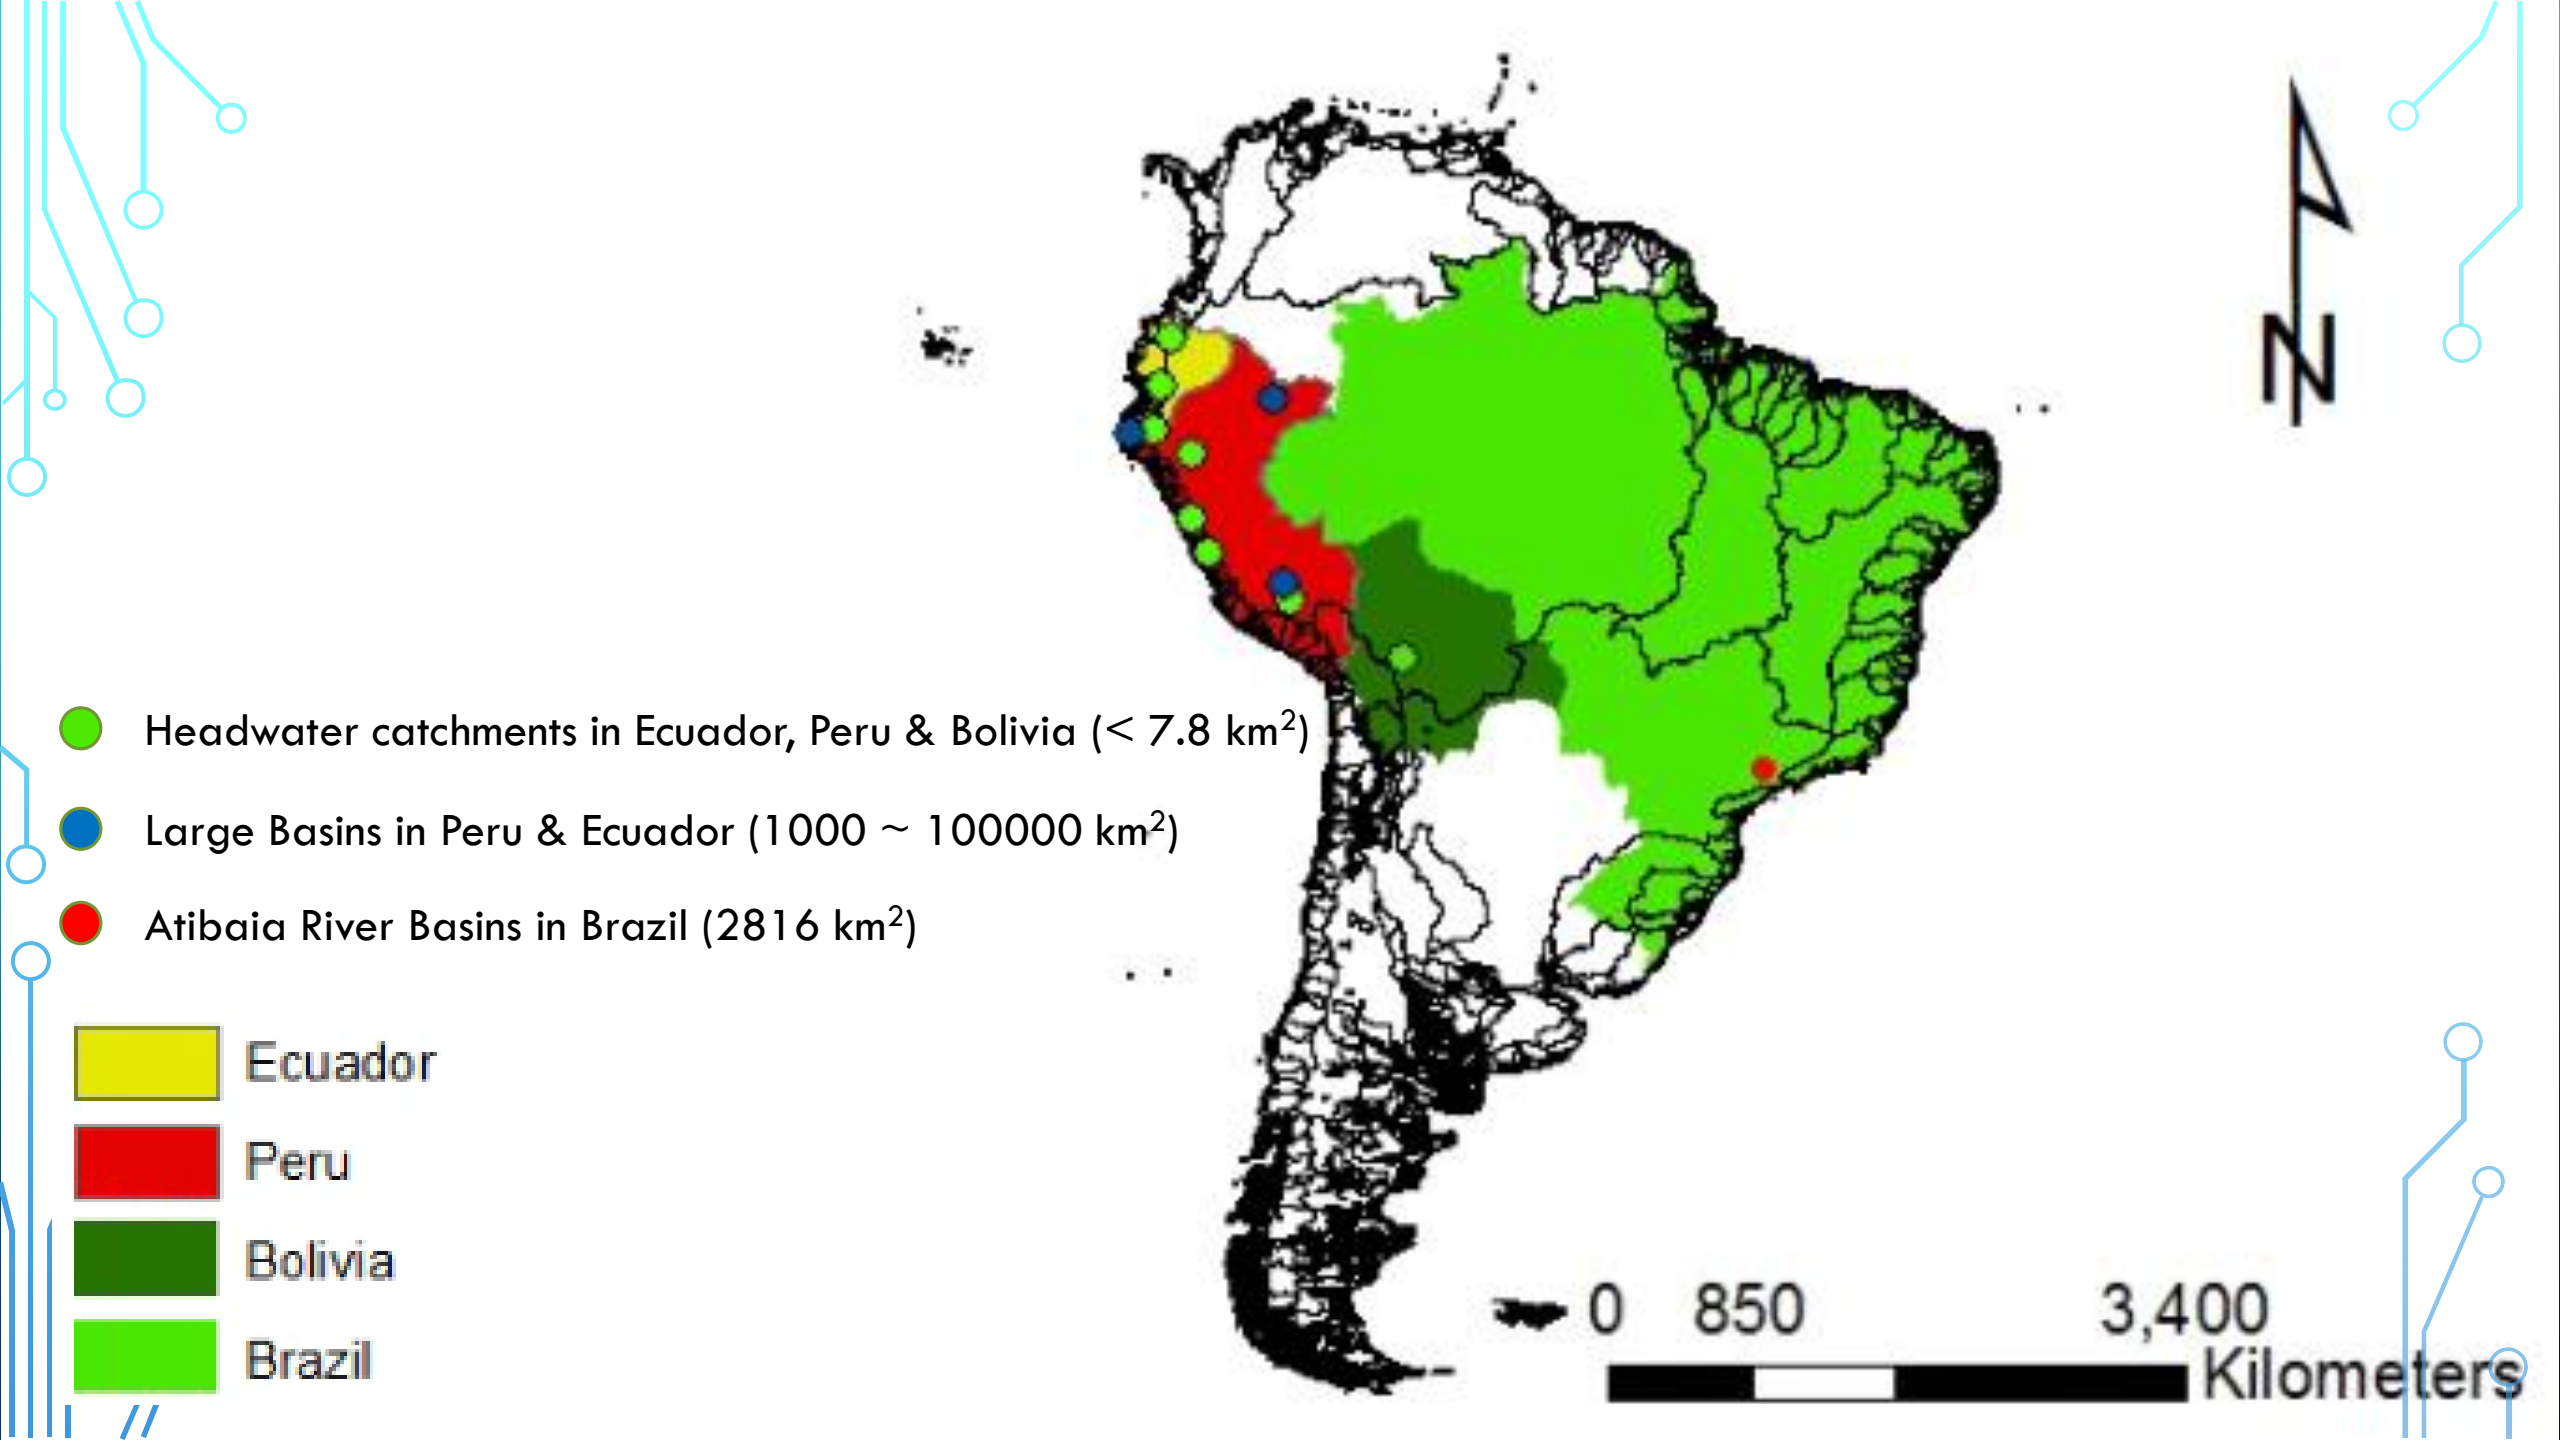 N
Headwater catchments in Ecuador, Peru & Bolivia (< 7.8 km²)
Large Basins in Peru & Ecuador (1000 ~ 100000 km²)
Atibaia River Basins in Brazil (2816 km²)
Ecuador
Peru
Bolivia
Brazil
0 850 3,400
Kilometers